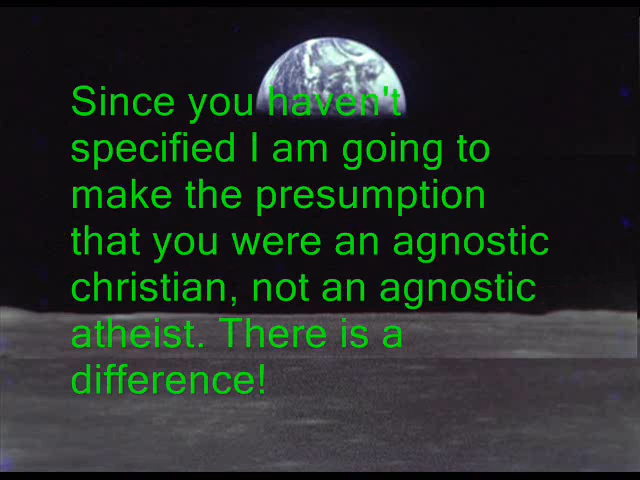 Since you haven't
specified I am going to
make the presumption
that you were an agnostic
christian, not an agnostic
atheist. There is a
difference!